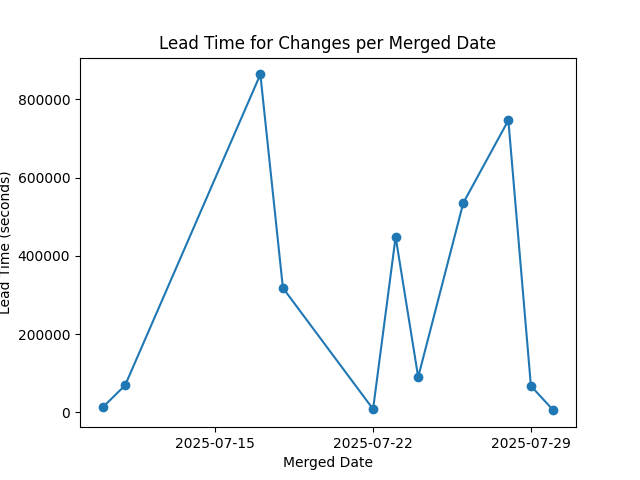 Lead Time for Changes per Merged Date
800000
600000
400000
200000
0
Lead Time (seconds)
2025-07-15 2025-07-22 2025-07-29
Merged Date